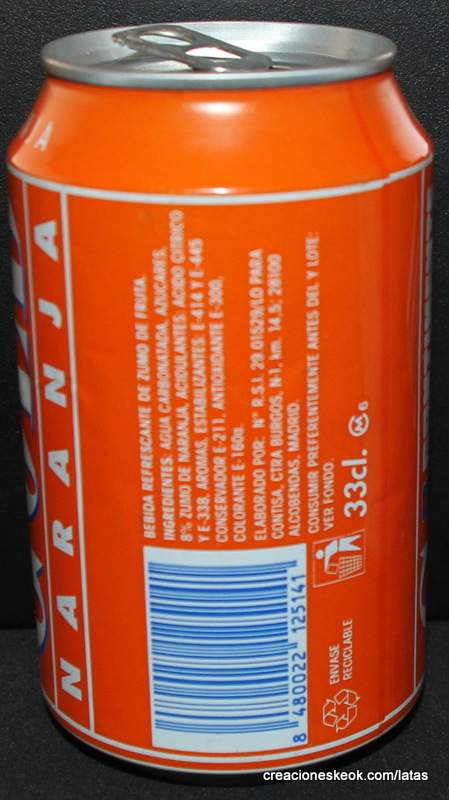 NARANJA
BEBIDA REFRESCANTE DE ZUMO DE FRUTA.
INGREDIENTES: AGUA CARBONATADA, AZUCARES,
8% ZUMO DE NARANJA, ACIDULANTES: ACIDO CITRICO
Y E-338, AROMAS, ESTABILIZANTES: E-414 Y E-445
CONSERVADOR E-211, ANTIOXIDANTE E-300,
COLORANTE E-160a.
ELABORADO POR: Nº R.S.I. 29.01529/LO PARA
CONTISA, CTRA BURGOS, N-1, km. 14.5; 28100
ALCOBENDAS, MADRID.
CONSUMIR PREFERENTEMENTE ANTES DEL Y LOTE:
VER FONDO.
33cl.
6
8 480022 125141
ENVASE
RECICLABLE
creacioneskeok.com/latas